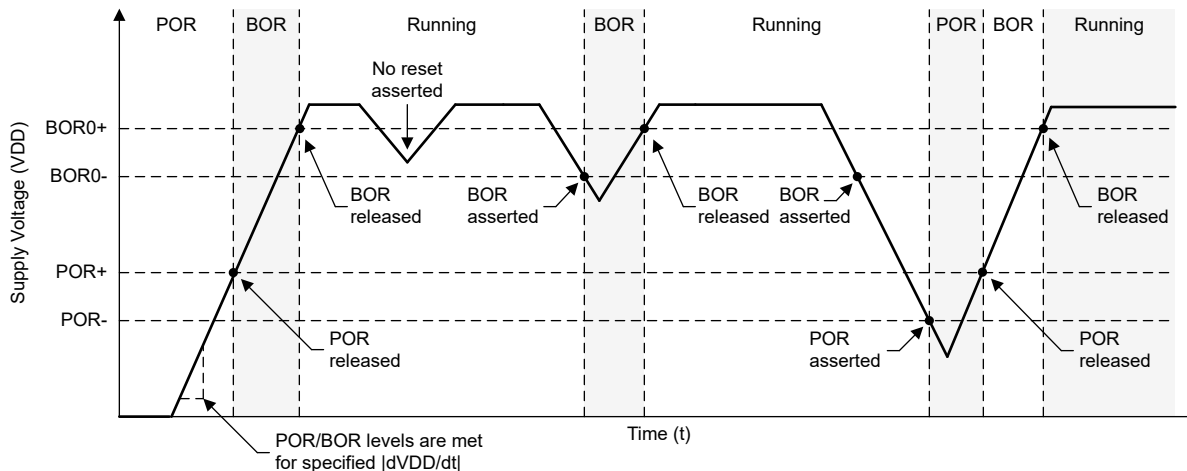 POR
BOR
Running
BOR
Running
POR
BOR
Running
No reset
asserted
Supply Voltage (VDD)
BOR0+
BOR0-
POR+
POR-
BOR
released
BOR
asserted
BOR
released
BOR
asserted
BOR
released
POR
released
POR
asserted
POR
released
Time (t)
POR/BOR levels are met
for specified |dVDD/dt|